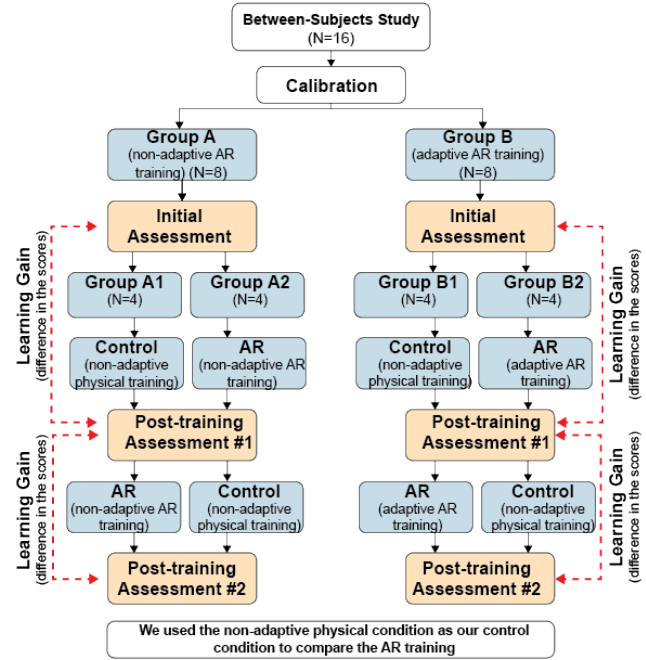 Between-Subjects Study
(N=16)
Calibration
Group A
(non-adaptive AR
training) (N=8)
Group B
(adaptive AR training)
(N=8)
Initial
Assessment
Initial
Assessment
Learning Gain
(difference in the scores)
Learning Gain
(difference in the scores)
Group A1
(N=4)
Group A2
(N=4)
Group B1
(N=4)
Group B2
(N=4)
Control
(non-adaptive
physical training)
AR
(non-adaptive AR
training)
Control
(non-adaptive
physical training)
AR
(adaptive AR
training)
Post-training
Assessment #1
Post-training
Assessment #1
Learning Gain
(difference in the scores)
Learning Gain
(difference in the scores)
AR
(non-adaptive AR
training)
Control
(non-adaptive
physical training)
AR
(adaptive AR
training)
Control
(non-adaptive
physical training)
Post-training
Assessment #2
Post-training
Assessment #2
We used the non-adaptive physical condition as our control
condition to compare the AR training